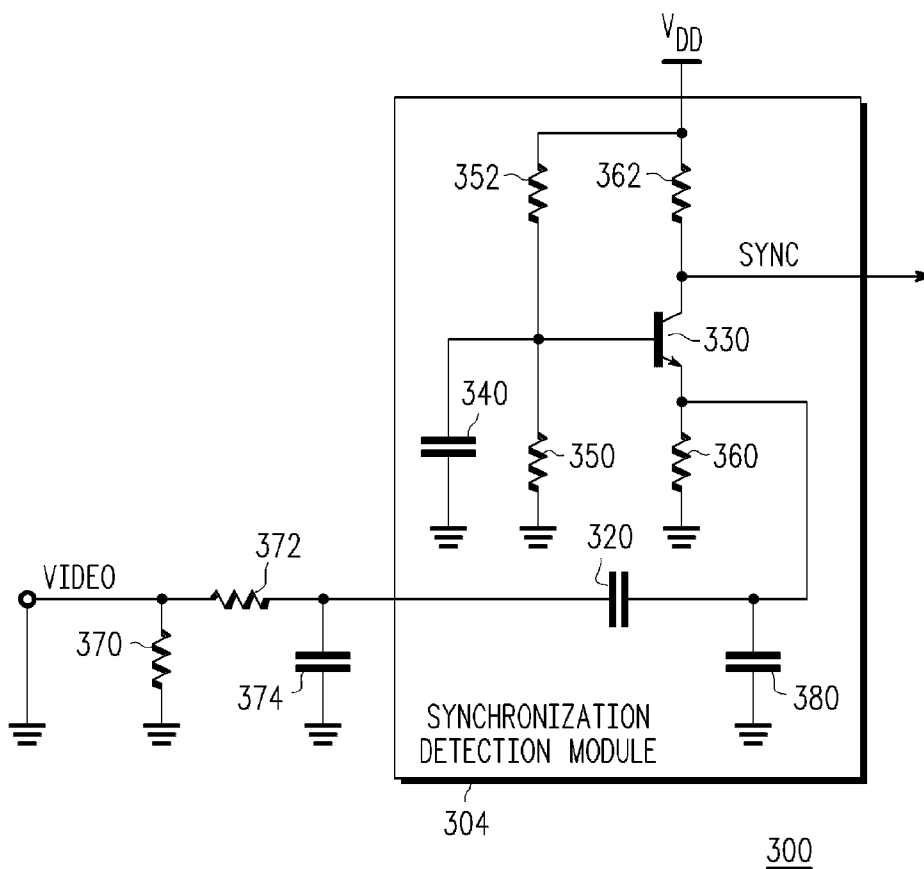 VDD
352
362
SYNC
330
340
350
360
372
320
VIDEO
370
374
380
SYNCHRONIZATION
DETECTION MODULE
304
300